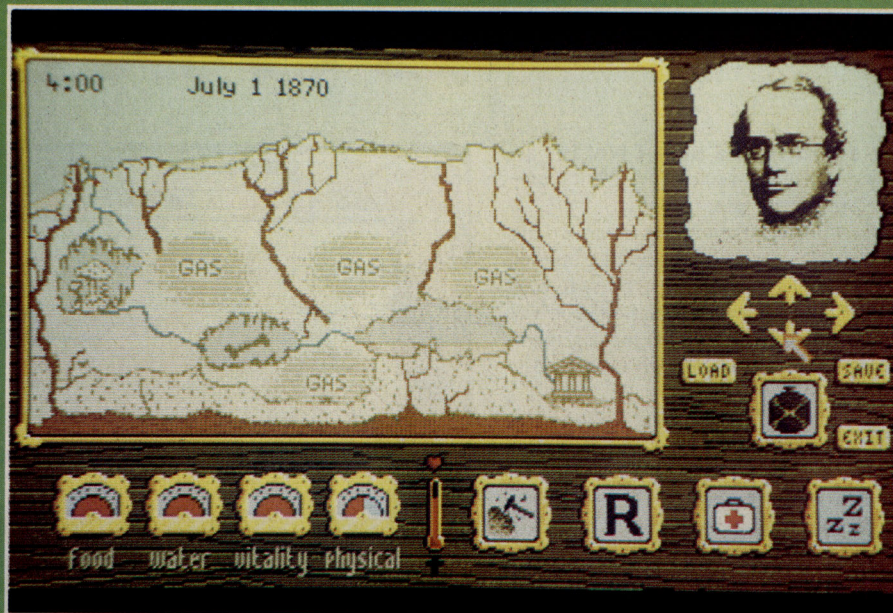 4:00 July 1 1870
GAS GAS GAS
GAS
LOAD SAVE
EXIT
food water vitality physical
R
Z
z z